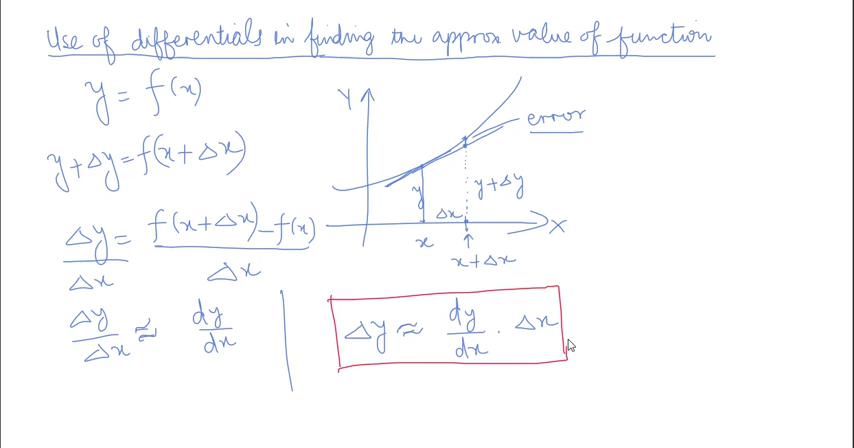 Use of differentials in finding the approx value of function
y = f(x)
y + Δy = f(x + Δx)
Δy/Δx = f(x + Δx) - f(x)/Δx
Δy/Δx ≈ dy/dx
Y
error
y
y + Δy
Δx
X
x
x + Δx
Δy ≈ dy/dx · Δx